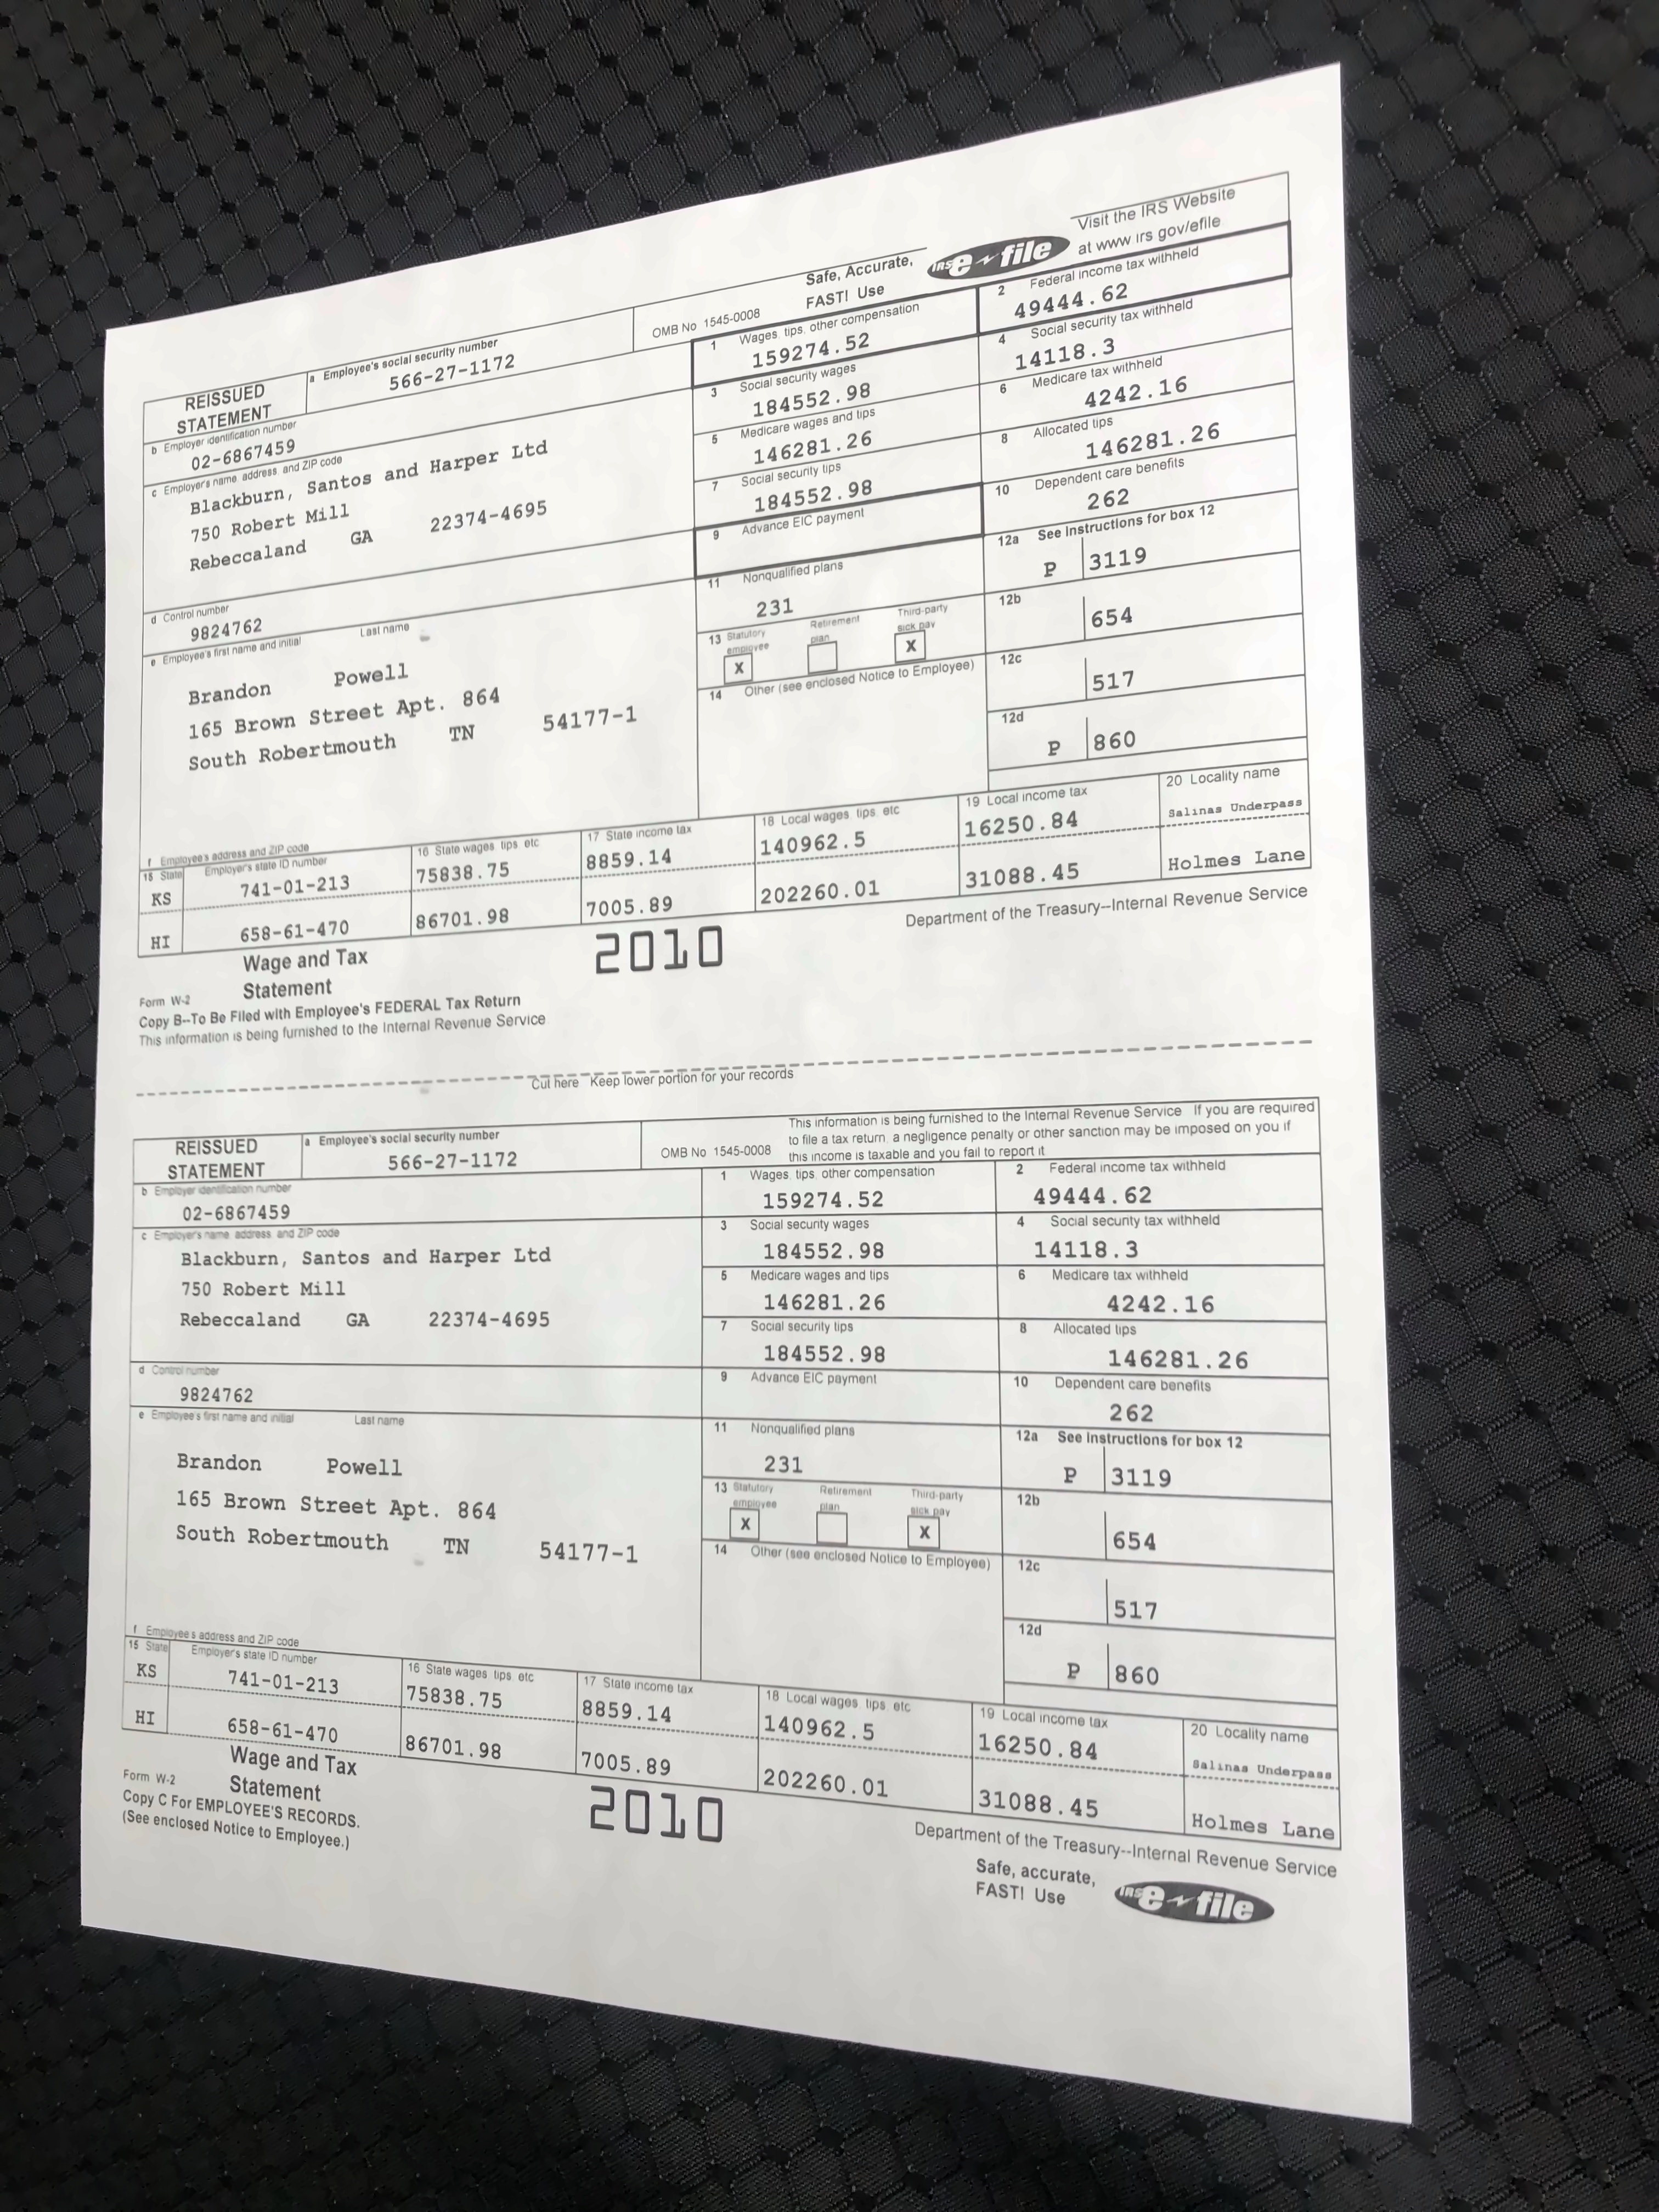 Visit the IRS Website
Safe, Accurate, IRS e-file at www irs gov/efile
FAST! Use
REISSUED STATEMENT
a Employee's social security number
566-27-1172
OMB No 1545-0008
1 Wages, tips, other compensation
159274.52
2 Federal income tax withheld
49444.62
b Employer identification number
02-6867459
3 Social security wages
184552.98
4 Social security tax withheld
14118.3
c Employer's name, address, and ZIP code
Blackburn, Santos and Harper Ltd
750 Robert Mill
Rebeccaland GA 22374-4695
5 Medicare wages and tips
146281.26
6 Medicare tax withheld
4242.16
7 Social security tips
184552.98
8 Allocated tips
146281.26
d Control number
9824762
9 Advance EIC payment
10 Dependent care benefits
262
e Employee's first name and initial Last name
Brandon Powell
165 Brown Street Apt. 864
South Robertmouth TN 54177-1
11 Nonqualified plans
231
12a See instructions for box 12
P 3119
13 Statutory employee Retirement plan Third-party sick pay
X X
12b
654
14 Other (see enclosed Notice to Employee)
12c
517
12d
P 860
f Employee's address and ZIP code
15 State Employer's state ID number
16 State wages, tips, etc
17 State income tax
18 Local wages, tips, etc
19 Local income tax
20 Locality name
KS 741-01-213 75838.75 8859.14 140962.5 16250.84 Salinas Underpass
HI 658-61-470 86701.98 7005.89 202260.01 31088.45 Holmes Lane
Form W-2 Wage and Tax Statement
2010
Department of the Treasury--Internal Revenue Service
Copy B--To Be Filed with Employee's FEDERAL Tax Return
This information is being furnished to the Internal Revenue Service
Cut here Keep lower portion for your records
REISSUED STATEMENT
a Employee's social security number
566-27-1172
OMB No 1545-0008
This information is being furnished to the Internal Revenue Service If you are required
to file a tax return, a negligence penalty or other sanction may be imposed on you if
this income is taxable and you fail to report it
1 Wages, tips, other compensation
159274.52
2 Federal income tax withheld
49444.62
b Employer identification number
02-6867459
3 Social security wages
184552.98
4 Social security tax withheld
14118.3
c Employer's name, address, and ZIP code
Blackburn, Santos and Harper Ltd
750 Robert Mill
Rebeccaland GA 22374-4695
5 Medicare wages and tips
146281.26
6 Medicare tax withheld
4242.16
7 Social security tips
184552.98
8 Allocated tips
146281.26
d Control number
9824762
9 Advance EIC payment
10 Dependent care benefits
262
e Employee's first name and initial Last name
Brandon Powell
165 Brown Street Apt. 864
South Robertmouth TN 54177-1
11 Nonqualified plans
231
12a See instructions for box 12
P 3119
13 Statutory employee Retirement plan Third-party sick pay
X X
12b
654
14 Other (see enclosed Notice to Employee)
12c
517
12d
P 860
f Employee's address and ZIP code
15 State Employer's state ID number
16 State wages, tips, etc
17 State income tax
18 Local wages, tips, etc
19 Local income tax
20 Locality name
KS 741-01-213 75838.75 8859.14 140962.5 16250.84 Salinas Underpass
HI 658-61-470 86701.98 7005.89 202260.01 31088.45 Holmes Lane
Form W-2 Wage and Tax Statement
2010
Department of the Treasury--Internal Revenue Service
Copy C For EMPLOYEE'S RECORDS.
(See enclosed Notice to Employee.)
Safe, accurate,
FAST! Use IRS e-file